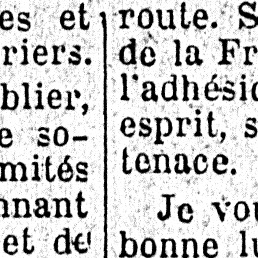 es et
riers.
blier,
e so-
mités
nnant
et de
route. S
de la Fr
l'adhésio
esprit, s
tenace.
Je vou
bonne lu